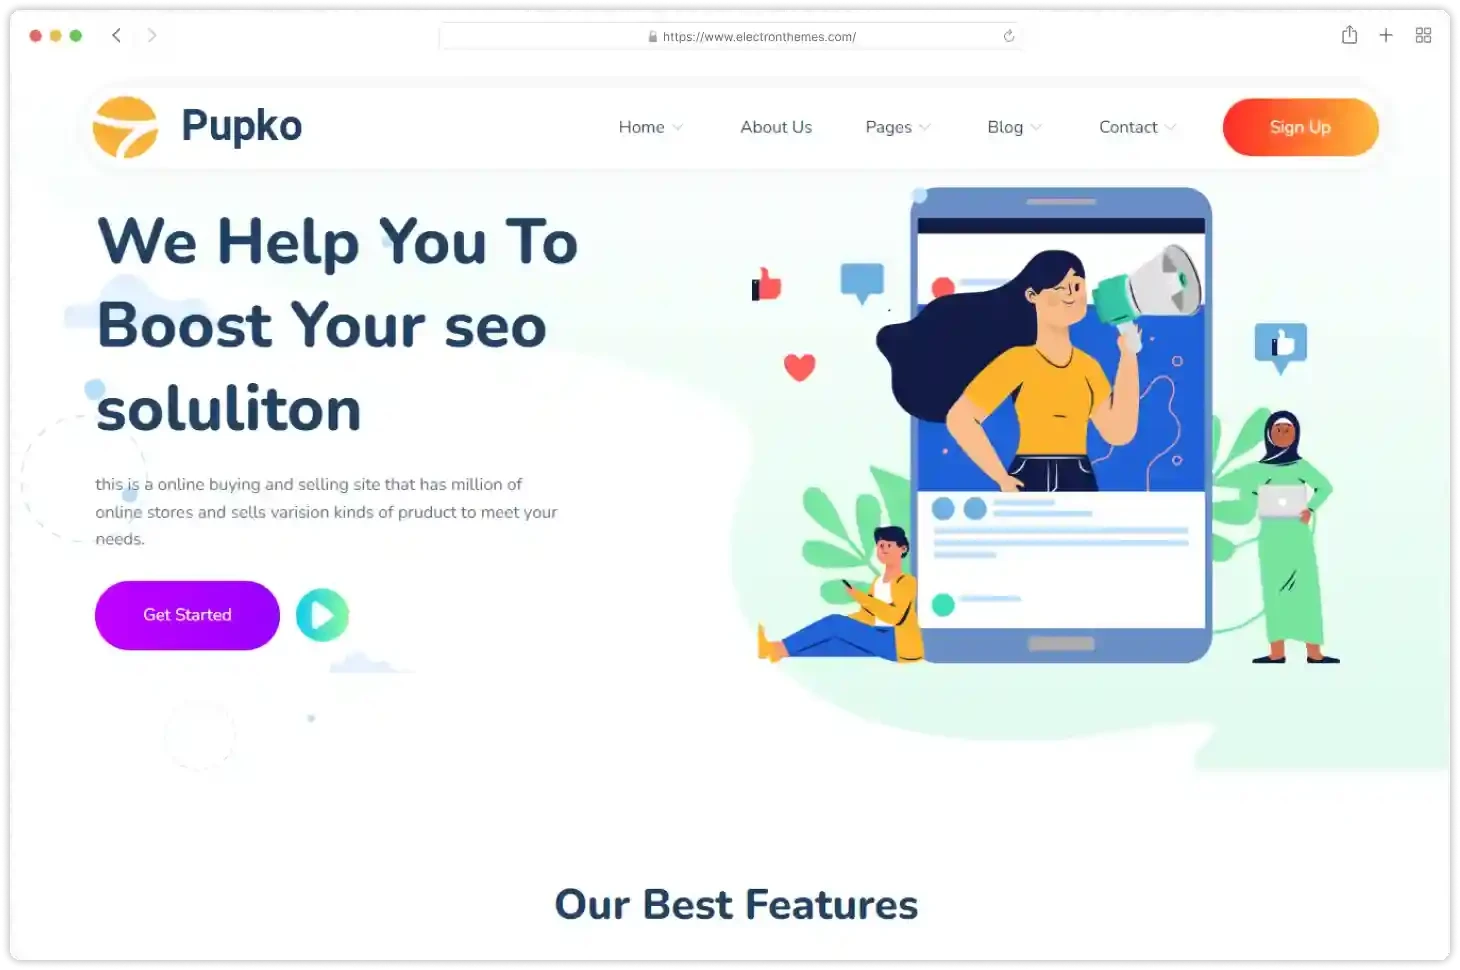 https://www.electronthemes.com/
Pupko
Home
About Us
Pages
Blog
Contact
Sign Up
We Help You To
Boost Your seo
soluliton
this is a online buying and selling site that has million of
online stores and sells varision kinds of pruduct to meet your
needs.
Get Started
Our Best Features